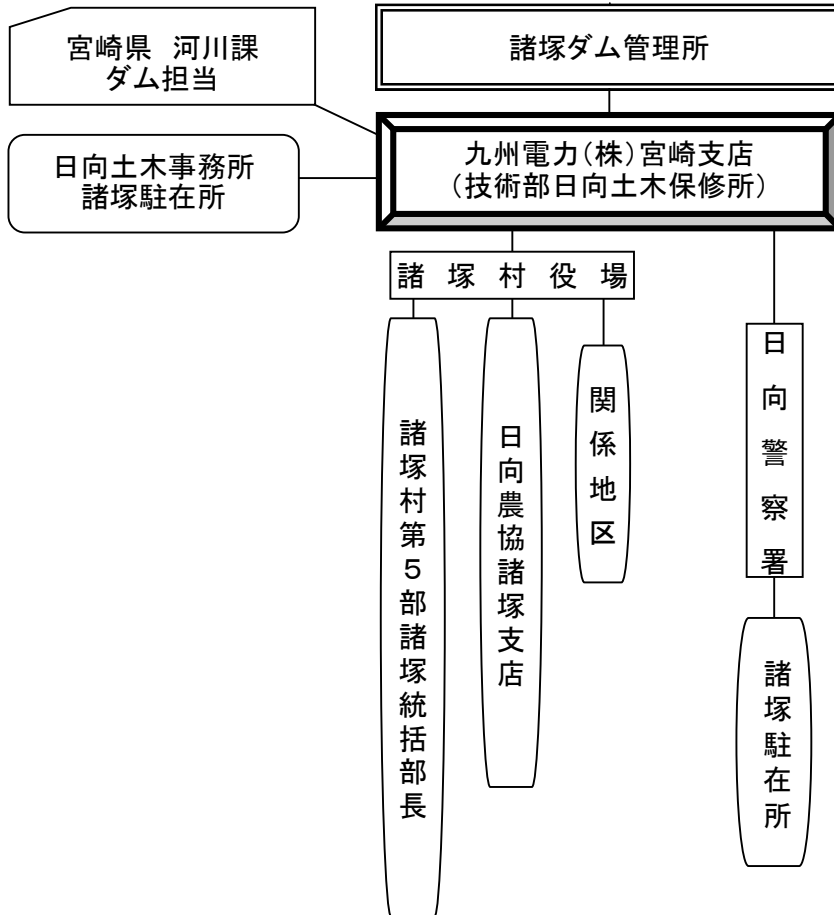 宮崎県 河川課
ダム担当
諸塚ダム管理所
九州電力(株)宮崎支店
(技術部日向土木保修所)
日向土木事務所
諸塚駐在所
諸塚村役場
諸塚村第5部諸塚統括部長
日向農協諸塚支店
関係地区
日向警察署
諸塚駐在所